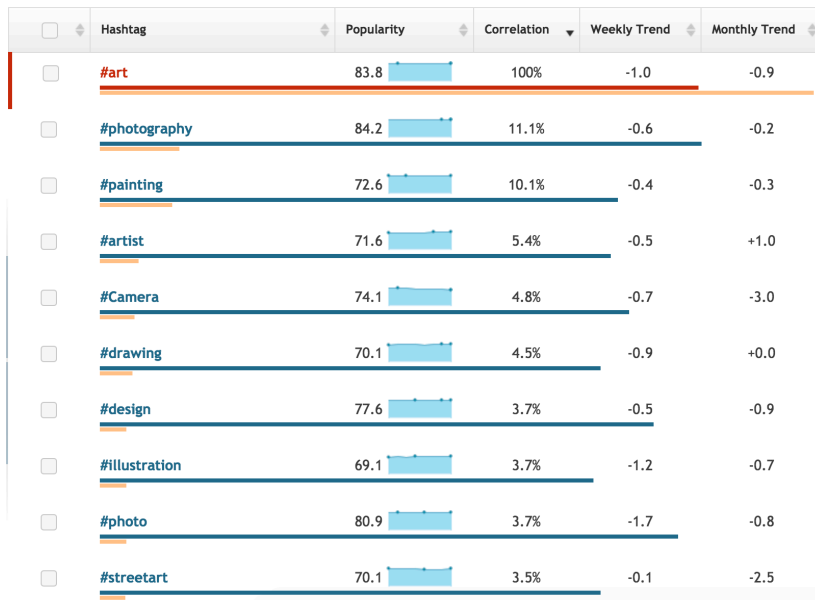 Hashtag Popularity Correlation Weekly Trend Monthly Trend
#art 83.8 100% -1.0 -0.9
#photography 84.2 11.1% -0.6 -0.2
#painting 72.6 10.1% -0.4 -0.3
#artist 71.6 5.4% -0.5 +1.0
#Camera 74.1 4.8% -0.7 -3.0
#drawing 70.1 4.5% -0.9 +0.0
#design 77.6 3.7% -0.5 -0.9
#illustration 69.1 3.7% -1.2 -0.7
#photo 80.9 3.7% -1.7 -0.8
#streetart 70.1 3.5% -0.1 -2.5